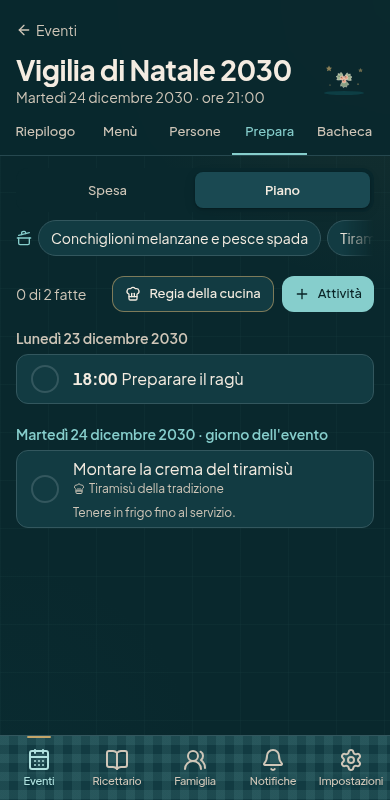 Eventi
Vigilia di Natale 2030
Martedì 24 dicembre 2030 · ore 21:00
Riepilogo Menù Persone Prepara Bacheca
Spesa Piano
Conchiglioni melanzane e pesce spada
0 di 2 fatte Regia della cucina + Attività
Lunedì 23 dicembre 2030
18:00 Preparare il ragù
Martedì 24 dicembre 2030 · giorno dell'evento
Montare la crema del tiramisù
Tiramisù della tradizione
Tenere in frigo fino al servizio.
Eventi Ricettario Famiglia Notifiche Impostazioni